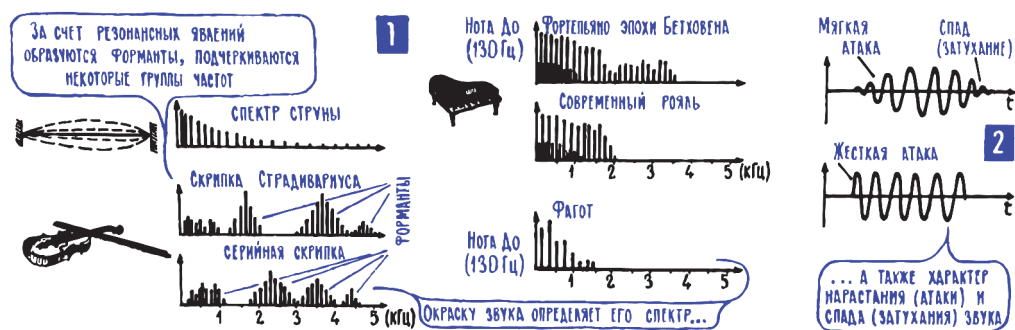 За счет резонансных явлений
образуются форманты, подчеркиваются
некоторые группы частот
1
Спектр струны
Скрипка Страдивариуса
Форманты
Серийная скрипка
1 2 3 4 5 (кГц)
Нота До
(130 Гц)
Фортепьяно эпохи Бетховена
Современный рояль
1 2 3 4 5 (кГц)
Фагот
Нота До
(130 Гц)
1 2 3 4 5
Окраску звука определяет его спектр...
Мягкая
атака
Спад
(затухание)
t
2
Жесткая атака
t
... а также характер
нарастания (атаки) и
спада (затухания) звука